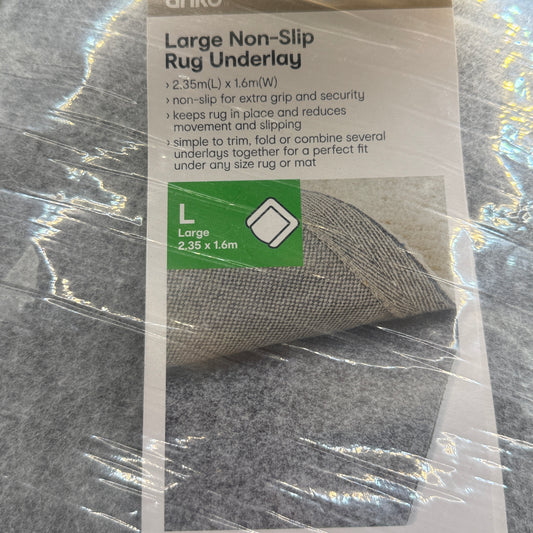 anko
Large Non-Slip
Rug Underlay
› 2.35m(L) x 1.6m(W)
› non-slip for extra grip and security
› keeps rug in place and reduces
movement and slipping
› simple to trim, fold or combine several
underlays together for a perfect fit
under any size rug or mat
L
Large
2.35 x 1.6m